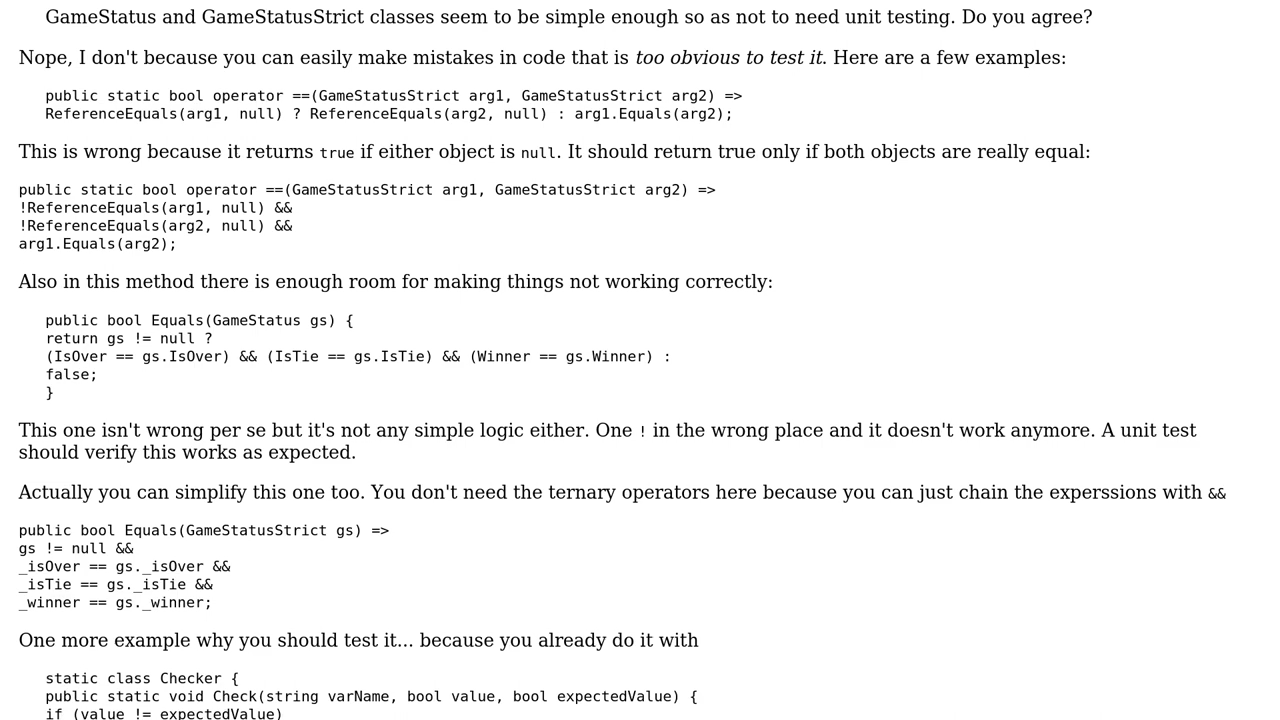 GameStatus and GameStatusStrict classes seem to be simple enough so as not to need unit testing. Do you agree?
Nope, I don't because you can easily make mistakes in code that is too obvious to test it. Here are a few examples:
public static bool operator ==(GameStatusStrict arg1, GameStatusStrict arg2) =>
ReferenceEquals(arg1, null) ? ReferenceEquals(arg2, null) : arg1.Equals(arg2);
This is wrong because it returns true if either object is null. It should return true only if both objects are really equal:
public static bool operator ==(GameStatusStrict arg1, GameStatusStrict arg2) =>
!ReferenceEquals(arg1, null) &&
!ReferenceEquals(arg2, null) &&
arg1.Equals(arg2);
Also in this method there is enough room for making things not working correctly:
public bool Equals(GameStatus gs) {
return gs != null ?
(IsOver == gs.IsOver) && (IsTie == gs.IsTie) && (Winner == gs.Winner) :
false;
}
This one isn't wrong per se but it's not any simple logic either. One ! in the wrong place and it doesn't work anymore. A unit test
should verify this works as expected.
Actually you can simplify this one too. You don't need the ternary operators here because you can just chain the experssions with &&
public bool Equals(GameStatusStrict gs) =>
gs != null &&
_isOver == gs._isOver &&
_isTie == gs._isTie &&
_winner == gs._winner;
One more example why you should test it... because you already do it with
static class Checker {
public static void Check(string varName, bool value, bool expectedValue) {
if (value != expectedValue)